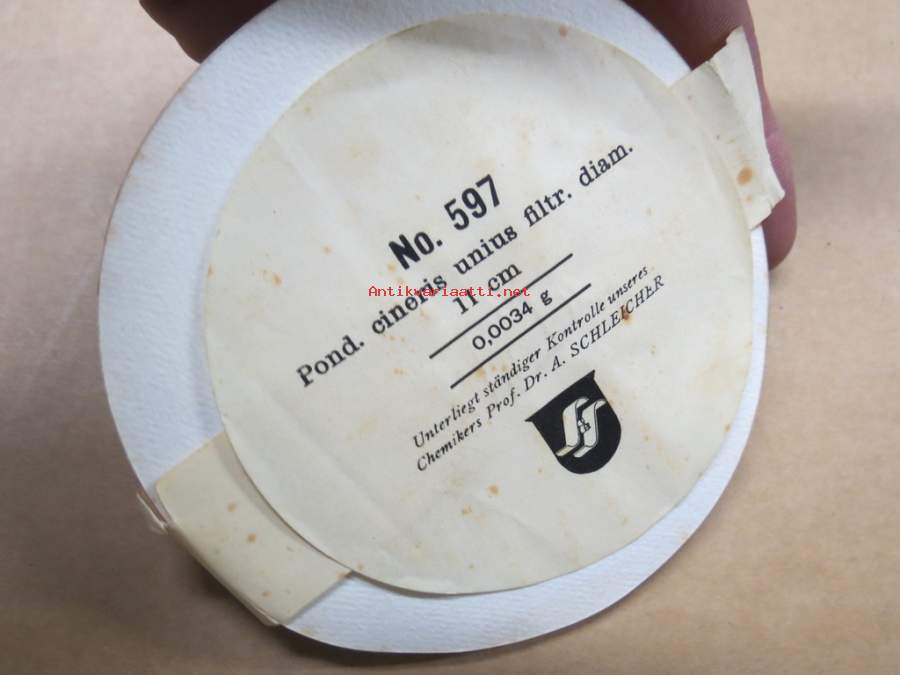 No. 597
Pond. cineris unius filtr. diam.
11 cm
0,0034 g
Unterliegt ständiger Kontrolle unseres
Chemikers Prof. Dr. A. SCHLEICHER
Antikvariaatti.net